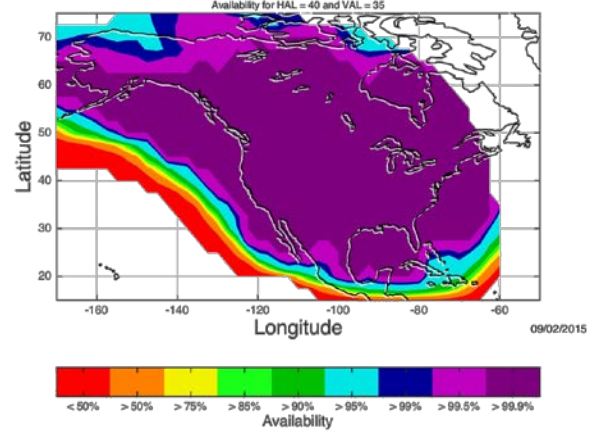 Availability for HAL = 40 and VAL = 35
70
60
50
40
30
20
Latitude
-160 -140 -120 -100 -80 -60
Longitude
09/02/2015
<50% >50% >75% >85% >90% >95% >99% >99.5% >99.9%
Availability